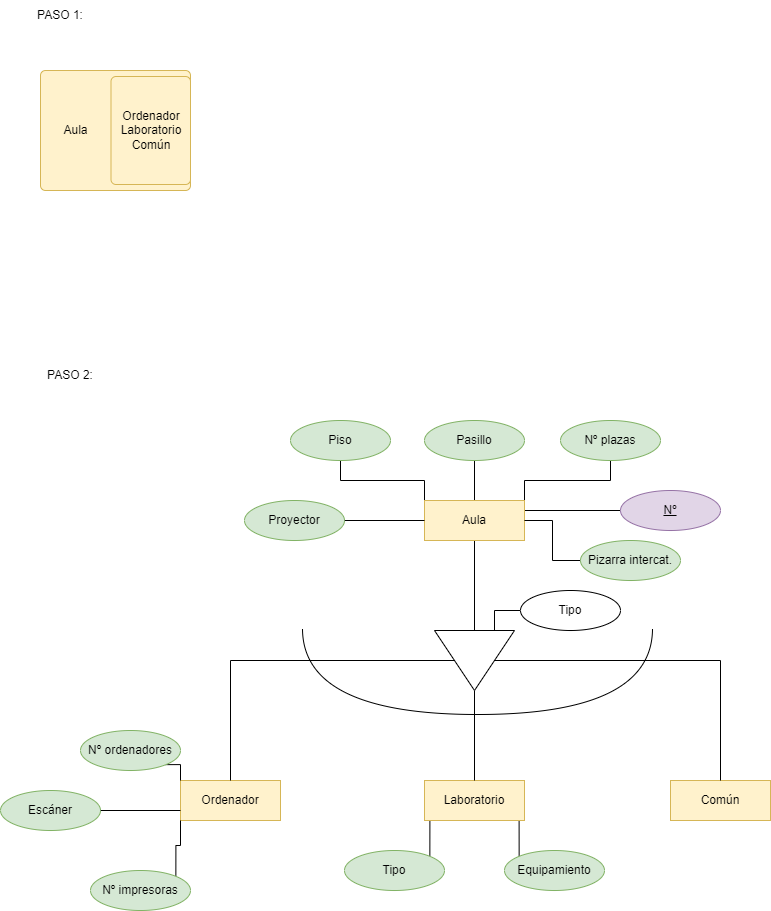 PASO 1:
Aula
Ordenador
Laboratorio
Común
PASO 2:
Piso
Pasillo
Nº plazas
Proyector
Aula
Nº
Pizarra intercat.
Tipo
Nº ordenadores
Ordenador
Laboratorio
Común
Escáner
Nº impresoras
Tipo
Equipamiento